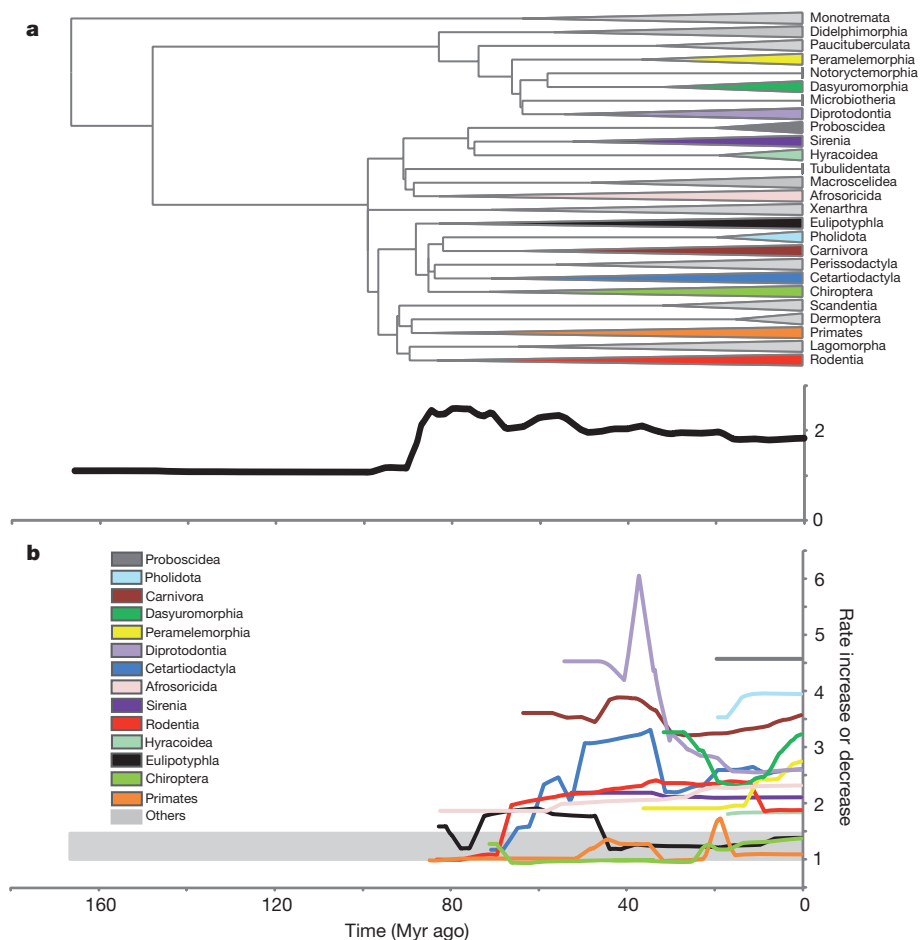 a
Monotremata
Didelphimorphia
Paucituberculata
Peramelemorphia
Notoryctemorphia
Dasyuromorphia
Microbiotheria
Diprotodontia
Proboscidea
Sirenia
Hyracoidea
Tubulidentata
Macroscelidea
Afrosoricida
Xenarthra
Eulipotyphla
Pholidota
Carnivora
Perissodactyla
Cetartiodactyla
Chiroptera
Scandentia
Dermoptera
Primates
Lagomorpha
Rodentia
2
0
b
Proboscidea
Pholidota
Carnivora
Dasyuromorphia
Peramelemorphia
Diprotodontia
Cetartiodactyla
Afrosoricida
Sirenia
Rodentia
Hyracoidea
Eulipotyphla
Chiroptera
Primates
Others
6
5
4
3
2
1
Rate increase or decrease
160 120 80 40 0
Time (Myr ago)